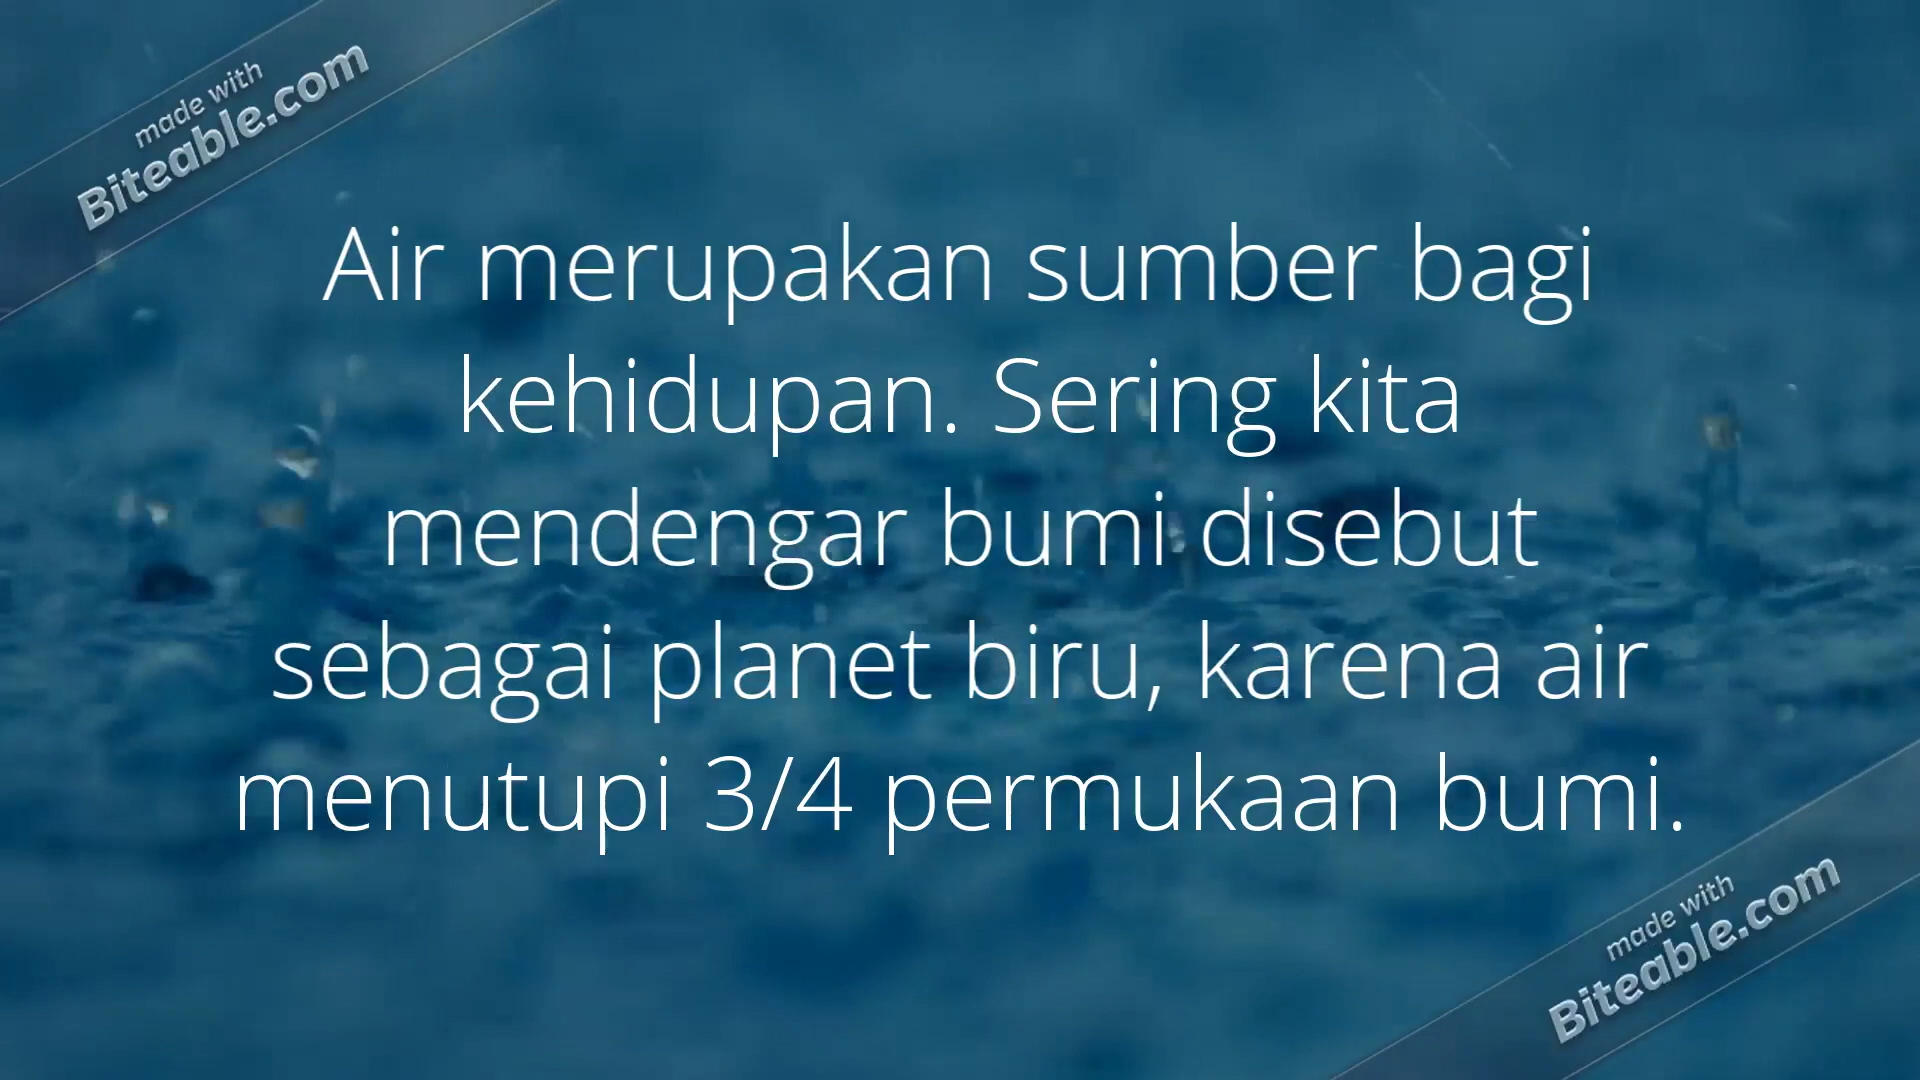 made with
Biteable.com
Air merupakan sumber bagi
kehidupan. Sering kita
mendengar bumi disebut
sebagai planet biru, karena air
menutupi 3/4 permukaan bumi.
made with
Biteable.com